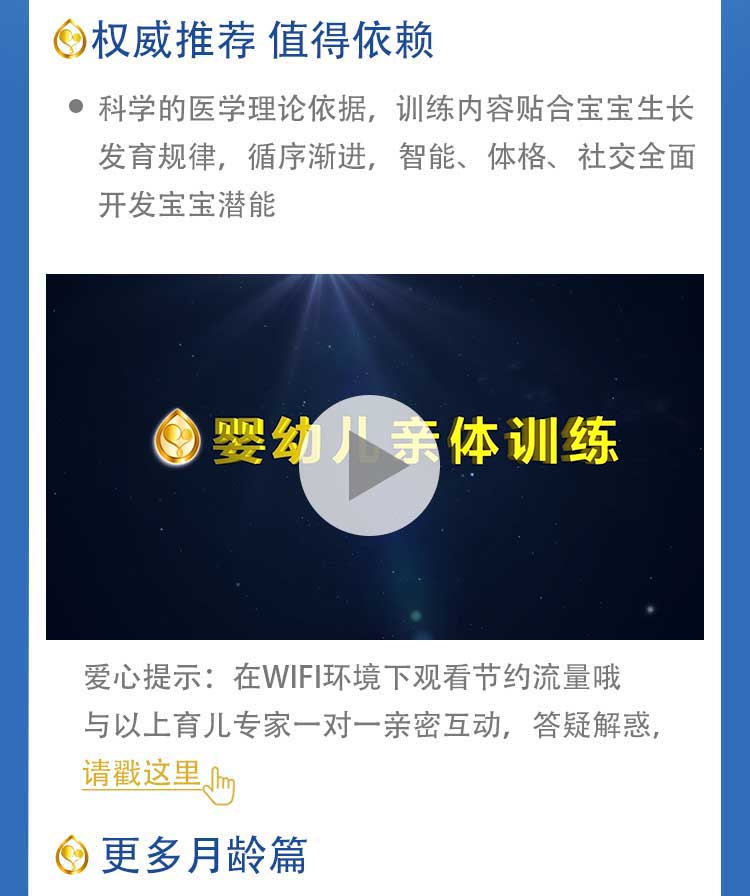 权威推荐 值得依赖
科学的医学理论依据，训练内容贴合宝宝生长
发育规律，循序渐进，智能、体格、社交全面
开发宝宝潜能
婴幼儿亲体训练
爱心提示：在WIFI环境下观看节约流量哦
与以上育儿专家一对一亲密互动，答疑解惑，
请戳这里
更多月龄篇